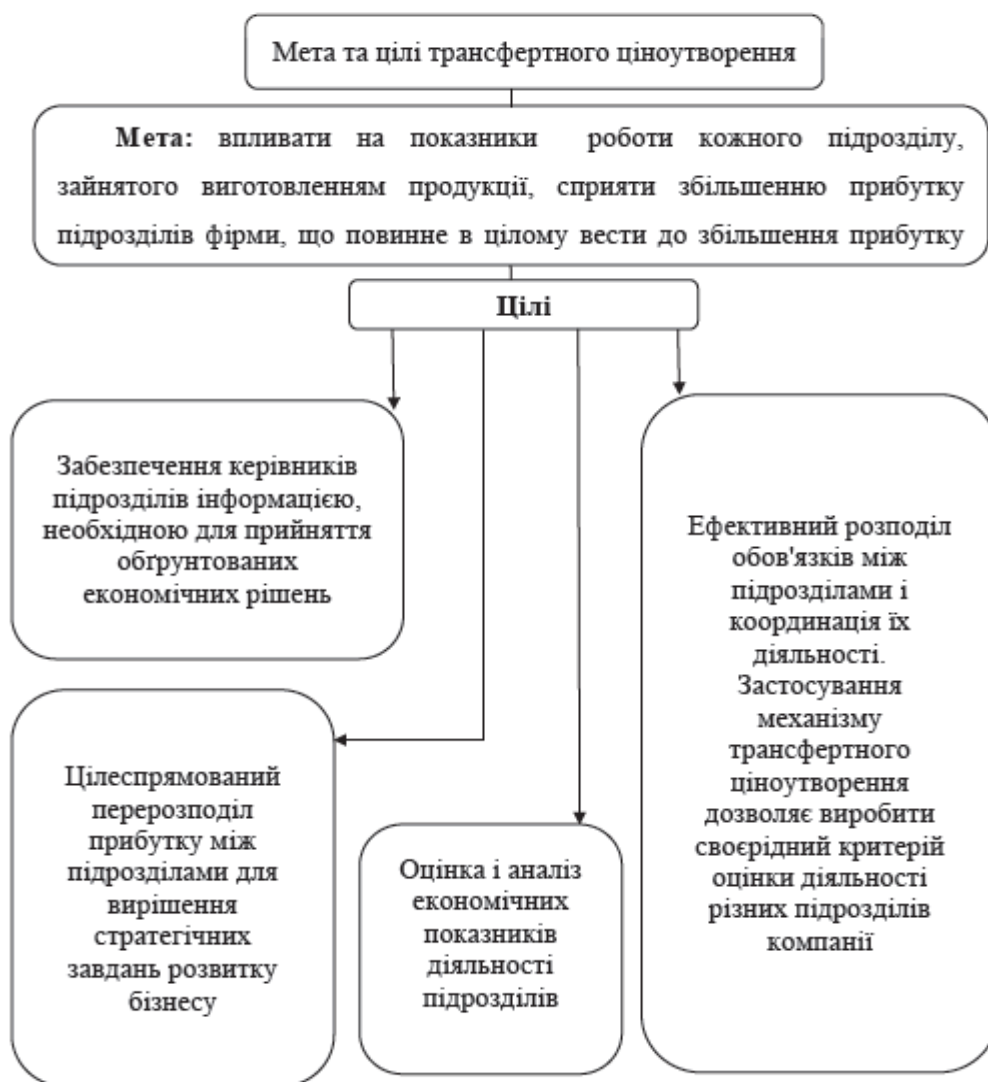 Мета та цілі трансфертного ціноутворення
Мета: впливати на показники роботи кожного підрозділу,
зайнятого виготовленням продукції, сприяти збільшенню прибутку
підрозділів фірми, що повинне в цілому вести до збільшення прибутку
Цілі
Забезпечення керівників
підрозділів інформацією,
необхідною для прийняття
обґрунтованих
економічних рішень
Цілеспрямований
перерозподіл
прибутку між
підрозділами для
вирішення
стратегічних
завдань розвитку
бізнесу
Оцінка і аналіз
економічних
показників
діяльності
підрозділів
Ефективний розподіл
обов'язків між
підрозділами і
координація їх
діяльності.
Застосування
механізму
трансфертного
ціноутворення
дозволяє виробити
своєрідний критерій
оцінки діяльності
різних підрозділів
компанії